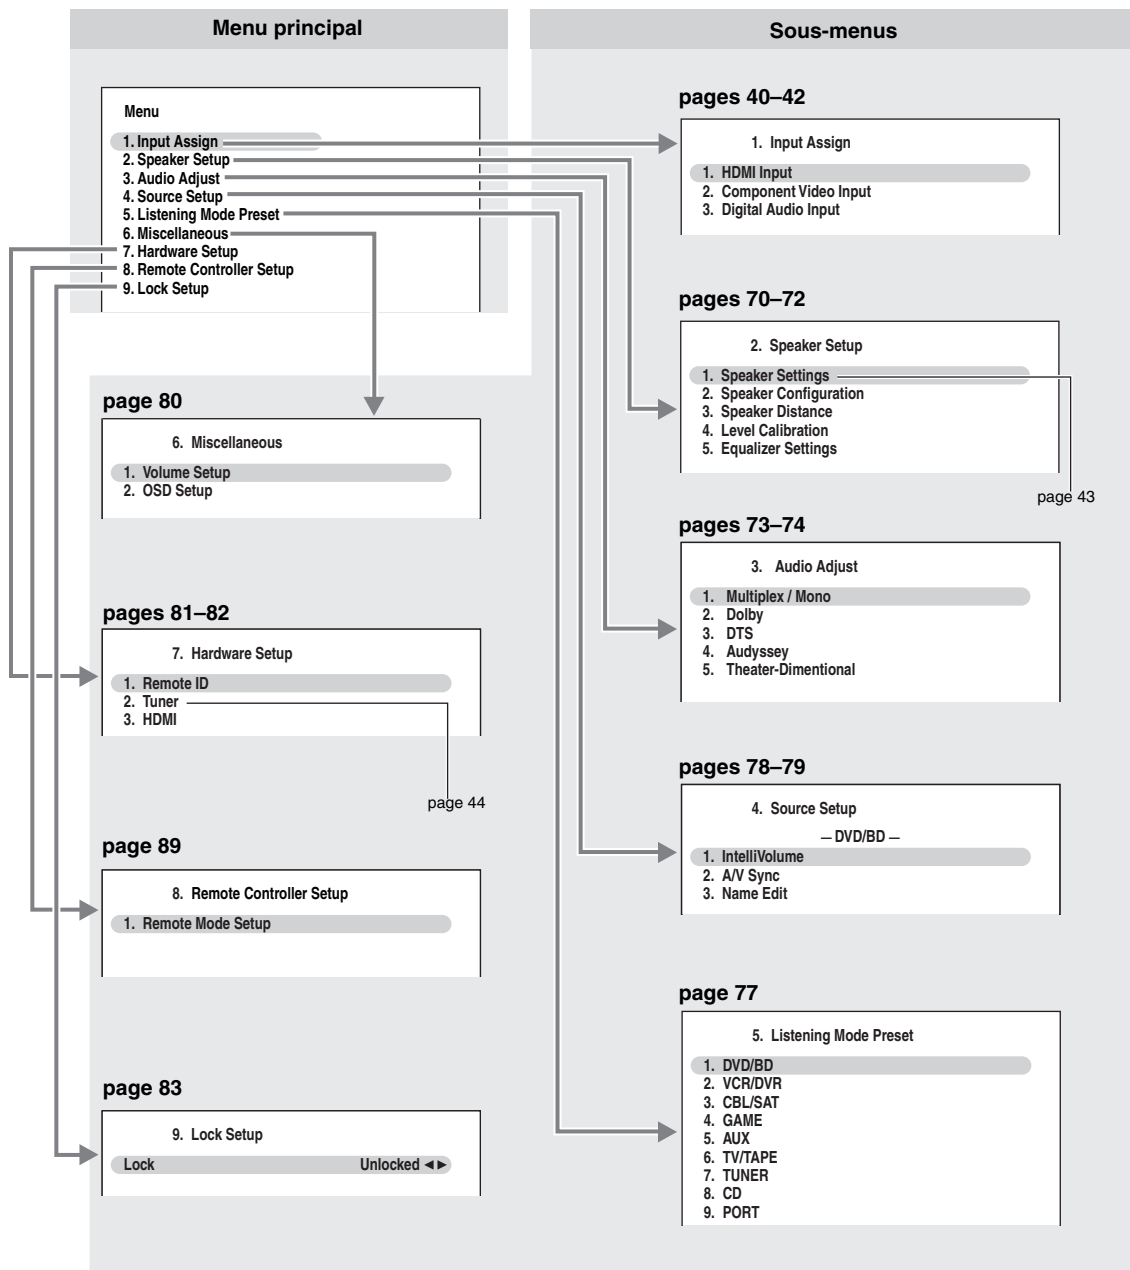 Menu principal
Sous-menus
Menu
1. Input Assign
2. Speaker Setup
3. Audio Adjust
4. Source Setup
5. Listening Mode Preset
6. Miscellaneous
7. Hardware Setup
8. Remote Controller Setup
9. Lock Setup
pages 40–42
1. Input Assign
1. HDMI Input
2. Component Video Input
3. Digital Audio Input
pages 70–72
2. Speaker Setup
1. Speaker Settings
2. Speaker Configuration
3. Speaker Distance
4. Level Calibration
5. Equalizer Settings
page 43
pages 73–74
3. Audio Adjust
1. Multiplex / Mono
2. Dolby
3. DTS
4. Audyssey
5. Theater-Dimentional
pages 78–79
4. Source Setup
— DVD/BD —
1. IntelliVolume
2. A/V Sync
3. Name Edit
page 77
5. Listening Mode Preset
1. DVD/BD
2. VCR/DVR
3. CBL/SAT
4. GAME
5. AUX
6. TV/TAPE
7. TUNER
8. CD
9. PORT
page 80
6. Miscellaneous
1. Volume Setup
2. OSD Setup
pages 81–82
7. Hardware Setup
1. Remote ID
2. Tuner
3. HDMI
page 44
page 89
8. Remote Controller Setup
1. Remote Mode Setup
page 83
9. Lock Setup
Lock Unlocked ◄►